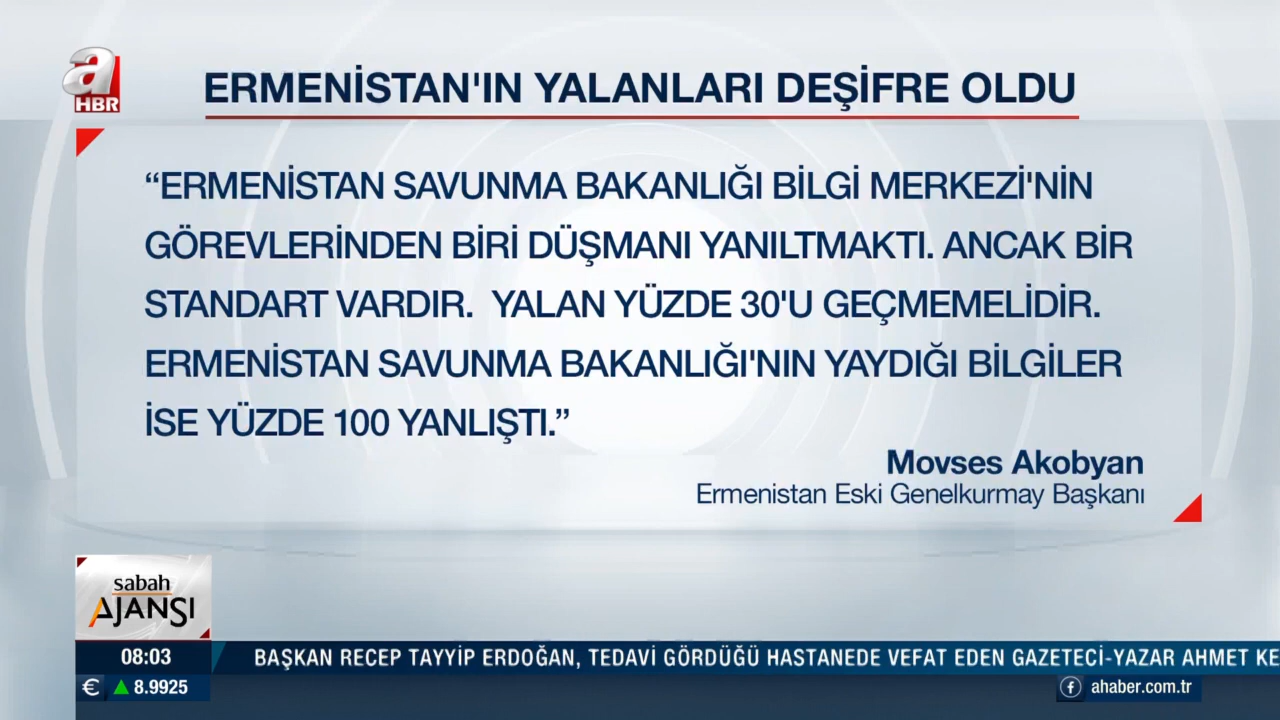 a
HBR
ERMENİSTAN'IN YALANLARI DEŞİFRE OLDU
“ERMENİSTAN SAVUNMA BAKANLIĞI BİLGİ MERKEZİ'NİN
GÖREVLERİNDEN BİRİ DÜŞMANI YANILTMAKTI. ANCAK BİR
STANDART VARDIR. YALAN YÜZDE 30'U GEÇMEMELİDİR.
ERMENİSTAN SAVUNMA BAKANLIĞI'NIN YAYDIĞI BİLGİLER
İSE YÜZDE 100 YANLIŞTI.”
Movses Akobyan
Ermenistan Eski Genelkurmay Başkanı
sabah
AJANSI
08:03
BAŞKAN RECEP TAYYİP ERDOĞAN, TEDAVİ GÖRDÜĞÜ HASTANEDE VEFAT EDEN GAZETECİ-YAZAR AHMET KE
€ ▲ 8.9925
f ahaber.com.tr